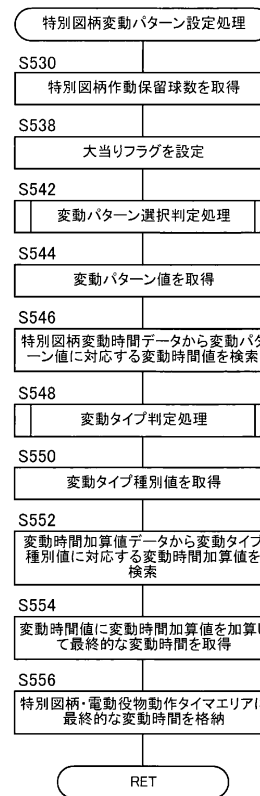 特別図柄変動パターン設定処理
S530
特別図柄作動保留球数を取得
S538
大当りフラグを設定
S542
変動パターン選択判定処理
S544
変動パターン値を取得
S546
特別図柄変動時間データから変動パタ
ーン値に対応する変動時間値を検索
S548
変動タイプ判定処理
S550
変動タイプ種別値を取得
S552
変動時間加算値データから変動タイプ
種別値に対応する変動時間加算値を
検索
S554
変動時間値に変動時間加算値を加算し
て最終的な変動時間を取得
S556
特別図柄・電動役物動作タイマエリアに
最終的な変動時間を格納
RET